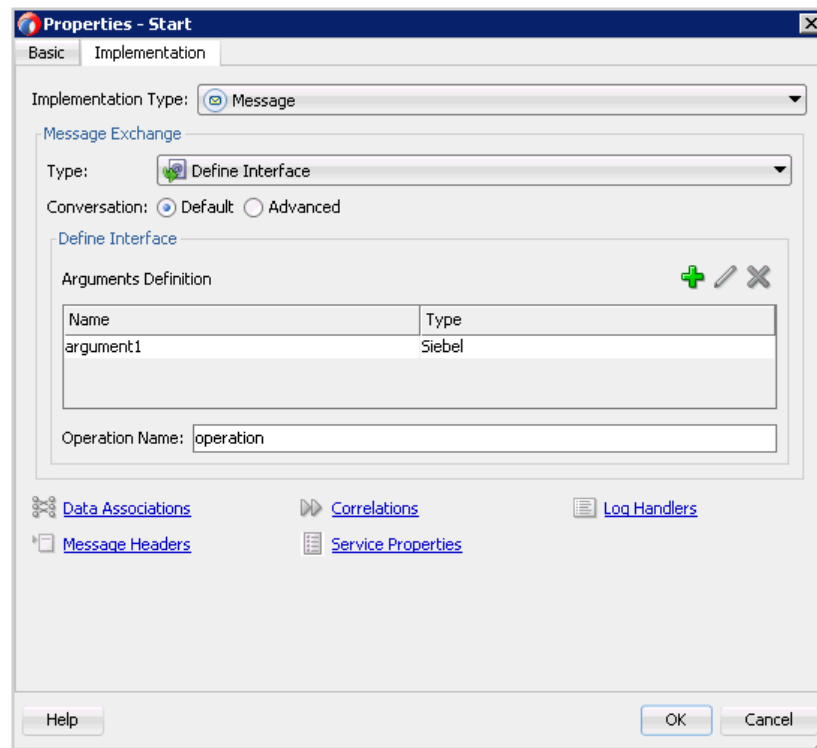 Properties - Start
Basic Implementation
Implementation Type: Message
Message Exchange
Type: Define Interface
Conversation: Default Advanced
Define Interface
Arguments Definition
Name Type
argument1 Siebel
Operation Name: operation
Data Associations Correlations Log Handlers
Message Headers Service Properties
Help OK Cancel